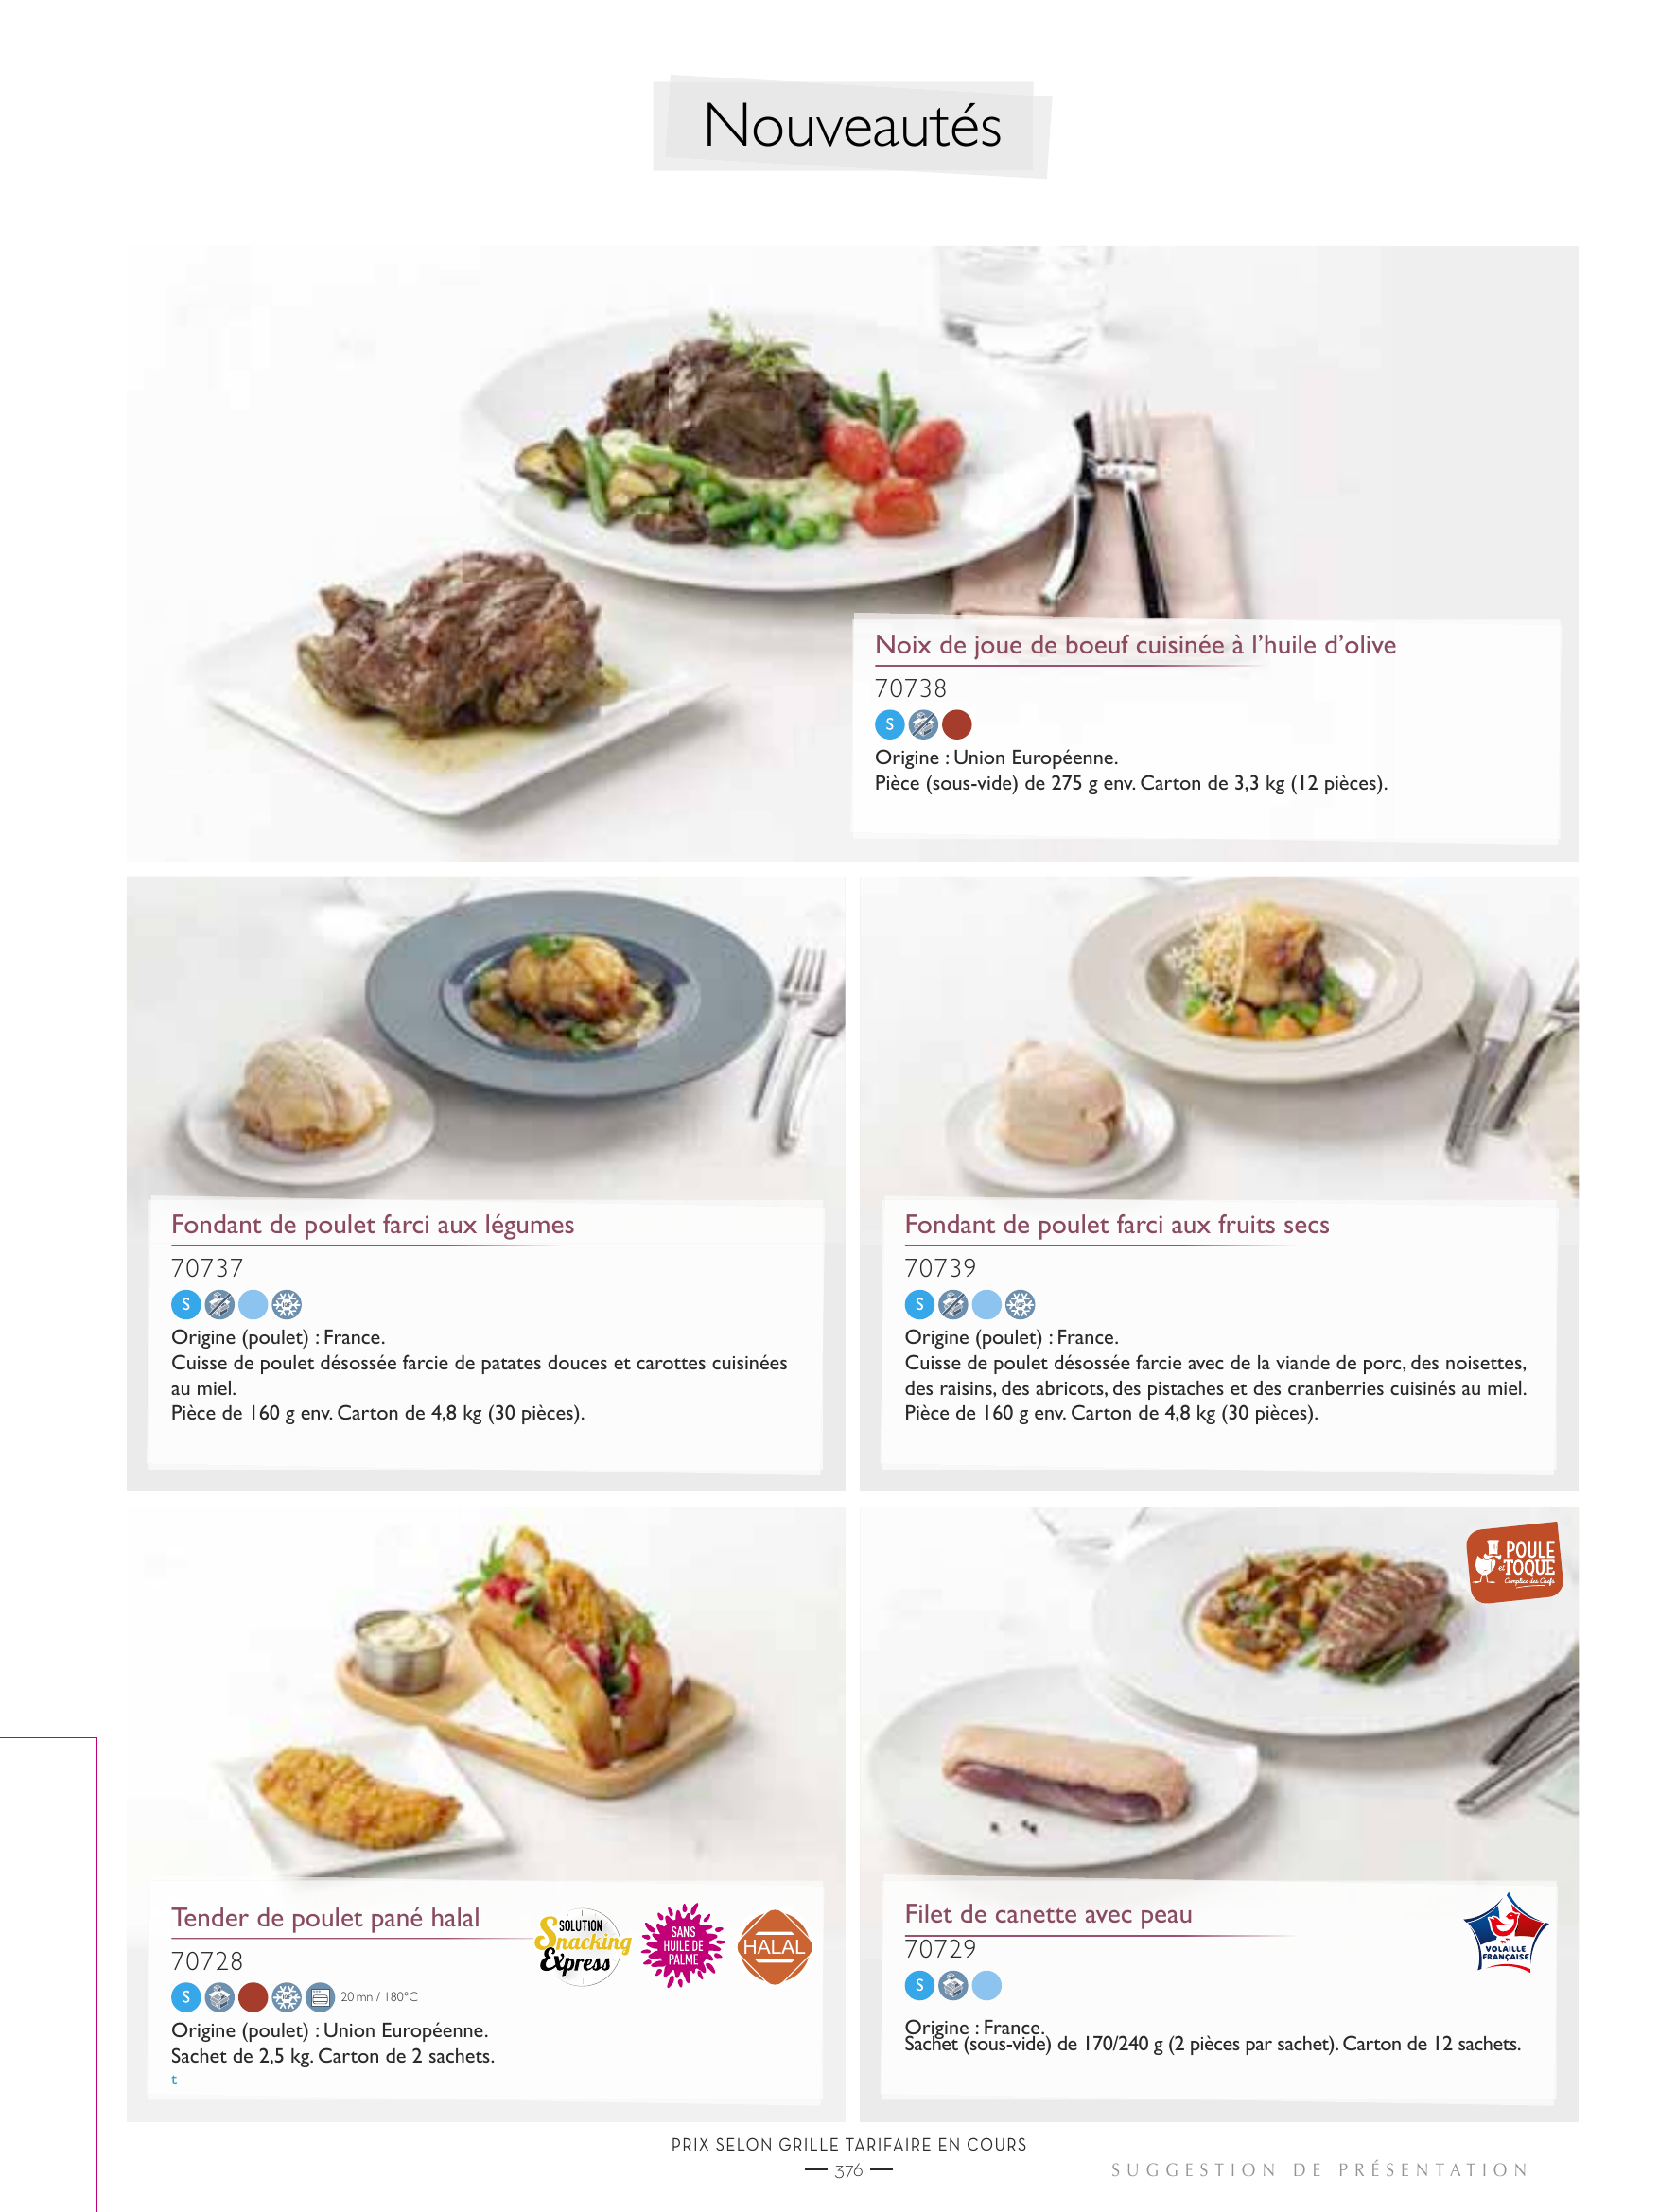 Nouveautés
Noix de joue de boeuf cuisinée à l'huile d'olive
70738
S
Origine : Union Européenne.
Pièce (sous-vide) de 275 g env. Carton de 3,3 kg (12 pièces).
Fondant de poulet farci aux légumes
70737
S
Origine (poulet) : France.
Cuisse de poulet désossée farcie de patates douces et carottes cuisinées
au miel.
Pièce de 160 g env. Carton de 4,8 kg (30 pièces).
Fondant de poulet farci aux fruits secs
70739
S
Origine (poulet) : France.
Cuisse de poulet désossée farcie avec de la viande de porc, des noisettes,
des raisins, des abricots, des pistaches et des cranberries cuisinés au miel.
Pièce de 160 g env. Carton de 4,8 kg (30 pièces).
Tender de poulet pané halal
SOLUTION
Snacking
Express
SANS
HUILE DE
PALME
HALAL
70728
S
20 mn / 180°C
Origine (poulet) : Union Européenne.
Sachet de 2,5 kg. Carton de 2 sachets.
t
POULE
et TOQUE
Complice des Chefs
Filet de canette avec peau
VOLAILLE
FRANÇAISE
70729
S
Origine : France.
Sachet (sous-vide) de 170/240 g (2 pièces par sachet). Carton de 12 sachets.
PRIX SELON GRILLE TARIFAIRE EN COURS
376
SUGGESTION DE PRÉSENTATION